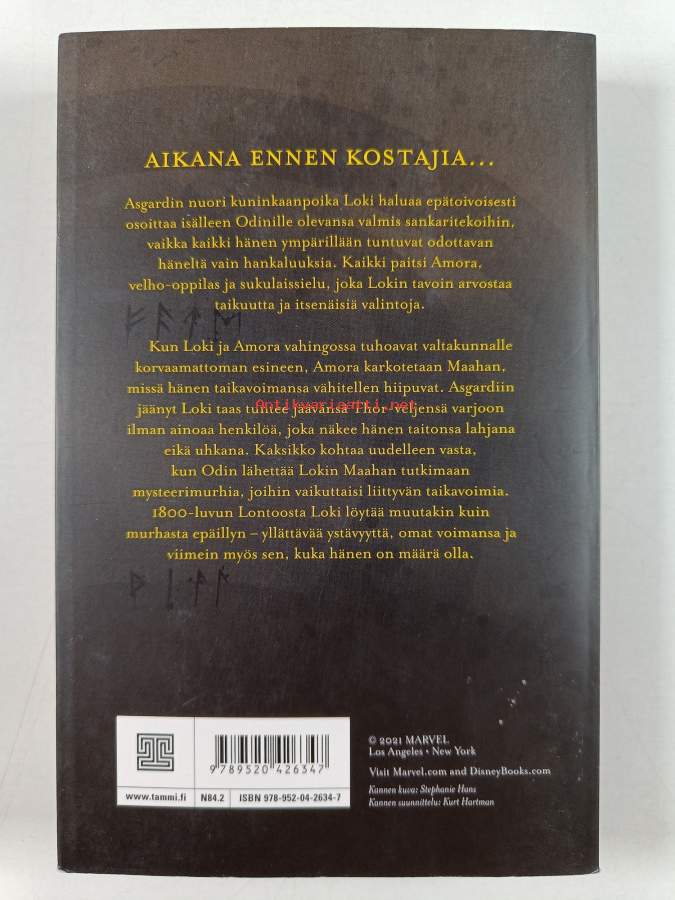 AIKANA ENNEN KOSTAJIA...
Asgardin nuori kuninkaanpoika Loki haluaa epätoivoisesti
osoittaa isälleen Odinille olevansa valmis sankaritekoihin,
vaikka kaikki hänen ympärillään tuntuvat odottavan
häneltä vain hankaluuksia. Kaikki paitsi Amora,
velho-oppilas ja sukulaissielu, joka Lokin tavoin arvostaa
taikuutta ja itsenäisiä valintoja.
Kun Loki ja Amora vahingossa tuhoavat valtakunnalle
korvaamattoman esineen, Amora karkotetaan Maahan,
missä hänen taikavoimansa vähitellen hiipuvat. Asgardiin
Antikvariaatti.net
jäänyt Loki taas tuntee jäävänsä Thor-veljensä varjoon
ilman ainoaa henkilöä, joka näkee hänen taitonsa lahjana
eikä uhkana. Kaksikko kohtaa uudelleen vasta,
kun Odin lähettää Lokin Maahan tutkimaan
mysteerimurhia, joihin vaikuttaisi liittyvän taikavoimia.
1800-luvun Lontoosta Loki löytää muutakin kuin
murhasta epäillyn – yllättävää ystävyyttä, omat voimansa ja
viimein myös sen, kuka hänen on määrä olla.
9 789520 426347
www.tammi.fi N84.2 ISBN 978-952-04-2634-7
© 2021 MARVEL
Los Angeles • New York
Visit Marvel.com and DisneyBooks.com
Kannen kuva: Stephanie Hans
Kannen suunnittelu: Kurt Hartman